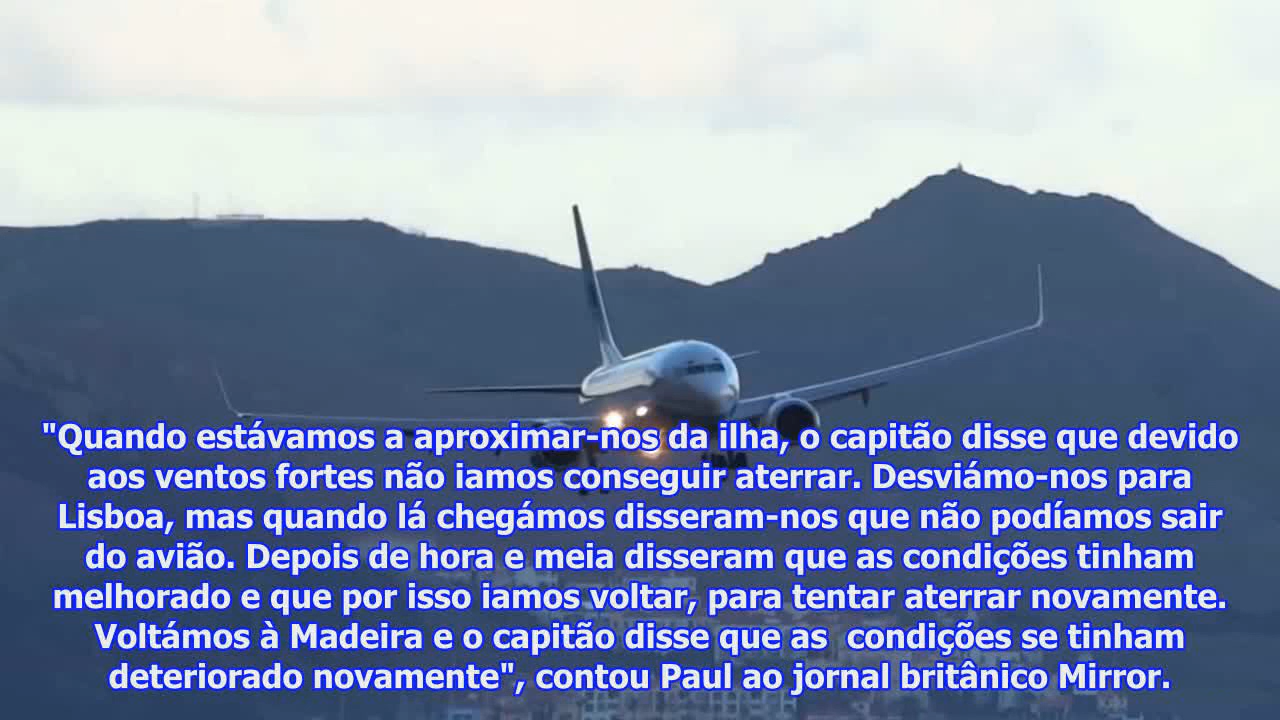 "Quando estávamos a aproximar-nos da ilha, o capitão disse que devido
aos ventos fortes não iamos conseguir aterrar. Desviámo-nos para
Lisboa, mas quando lá chegámos disseram-nos que não podíamos sair
do avião. Depois de hora e meia disseram que as condições tinham
melhorado e que por isso iamos voltar, para tentar aterrar novamente.
Voltámos à Madeira e o capitão disse que as  condições se tinham
deteriorado novamente", contou Paul ao jornal britânico Mirror.